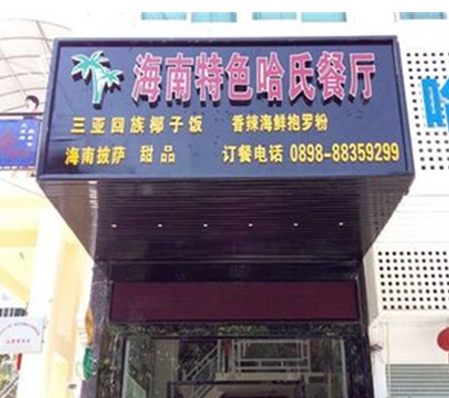 海南特色哈氏餐厅
三亚回族椰子饭 香辣海鲜抱罗粉
海南披萨 甜品 订餐电话 0898-88359299
哈